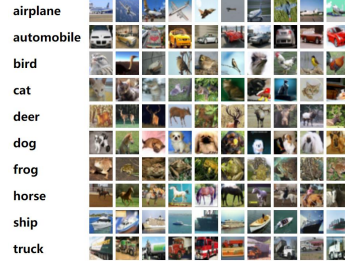 airplane
automobile
bird
cat
deer
dog
frog
horse
ship
truck